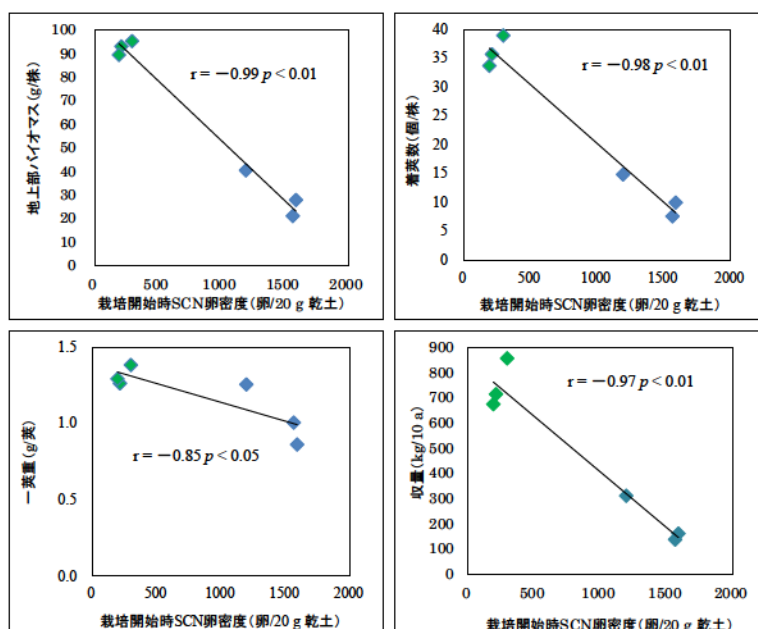 地上部バイオマス(g/株)
100
90
80
70
60
50
40
30
20
10
0
r = －0.99 p < 0.01
0 500 1000 1500 2000
栽培開始時SCN卵密度(卵/20 g 乾土)
着莢数(個/株)
40
35
30
25
20
15
10
5
0
r = －0.98 p < 0.01
0 500 1000 1500 2000
栽培開始時SCN卵密度(卵/20 g 乾土)
一莢重(g/莢)
1.5
1.0
0.5
0.0
r = －0.85 p < 0.05
0 500 1000 1500 2000
栽培開始時SCN卵密度(卵/20 g 乾土)
収量(kg/10 a)
900
800
700
600
500
400
300
200
100
0
r = －0.97 p < 0.01
0 500 1000 1500 2000
栽培開始時SCN卵密度(卵/20 g 乾土)